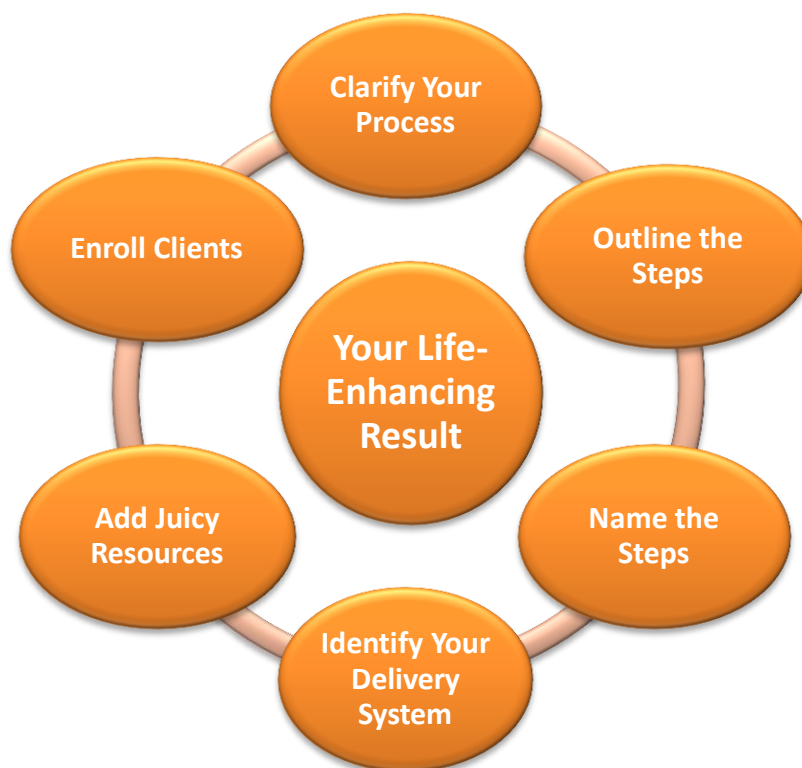 Clarify Your
Process
Outline the
Steps
Name the
Steps
Identify Your
Delivery
System
Add Juicy
Resources
Enroll Clients
Your Life-
Enhancing
Result